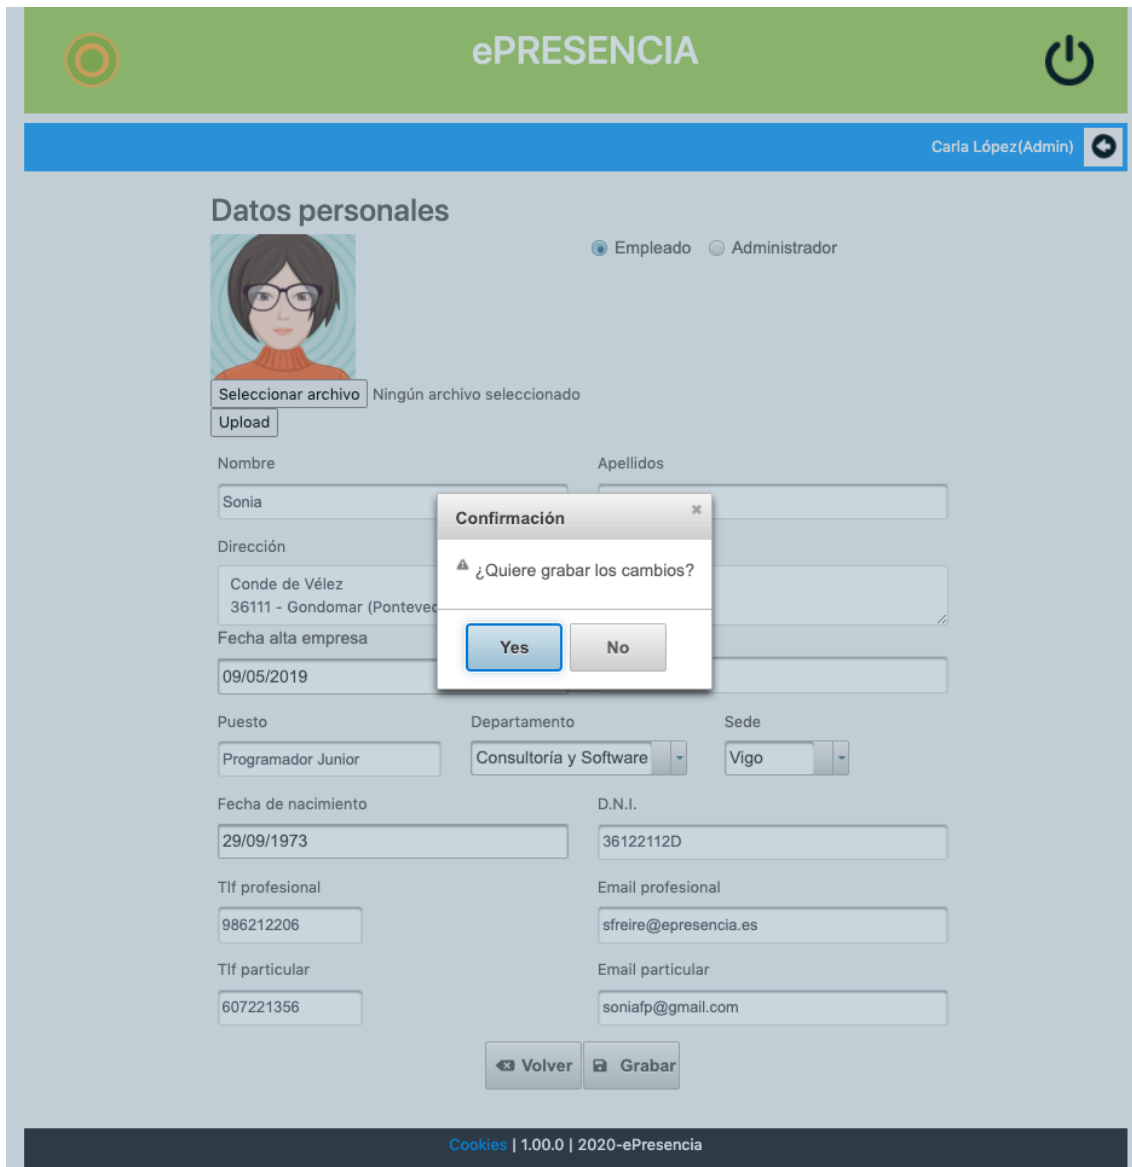 ePRESENCIA
Carla López(Admin)
Datos personales
Empleado Administrador
Seleccionar archivo Ningún archivo seleccionado
Upload
Nombre Apellidos
Sonia
Confirmación
Dirección
¿Quiere grabar los cambios?
Conde de Vélez
36111 - Gondomar (Ponteved
Fecha alta empresa
Yes No
09/05/2019
Puesto Departamento Sede
Programador Junior Consultoría y Software Vigo
Fecha de nacimiento D.N.I.
29/09/1973 36122112D
Tlf profesional Email profesional
986212206 sfreire@epresencia.es
Tlf particular Email particular
607221356 soniafp@gmail.com
Volver Grabar
Cookies | 1.00.0 | 2020-ePresencia